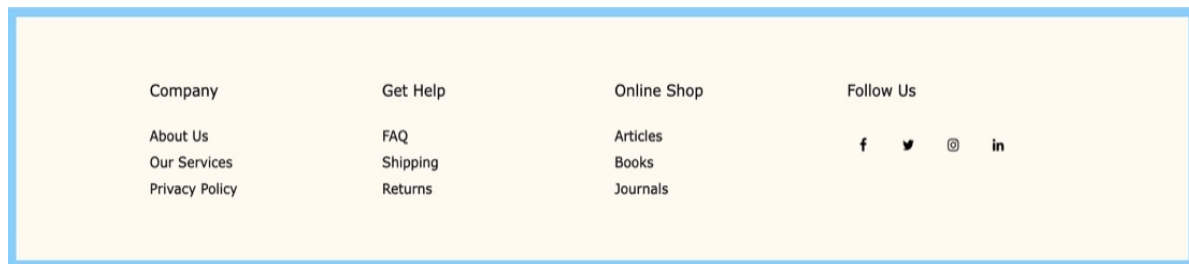 Company
About Us
Our Services
Privacy Policy
Get Help
FAQ
Shipping
Returns
Online Shop
Articles
Books
Journals
Follow Us